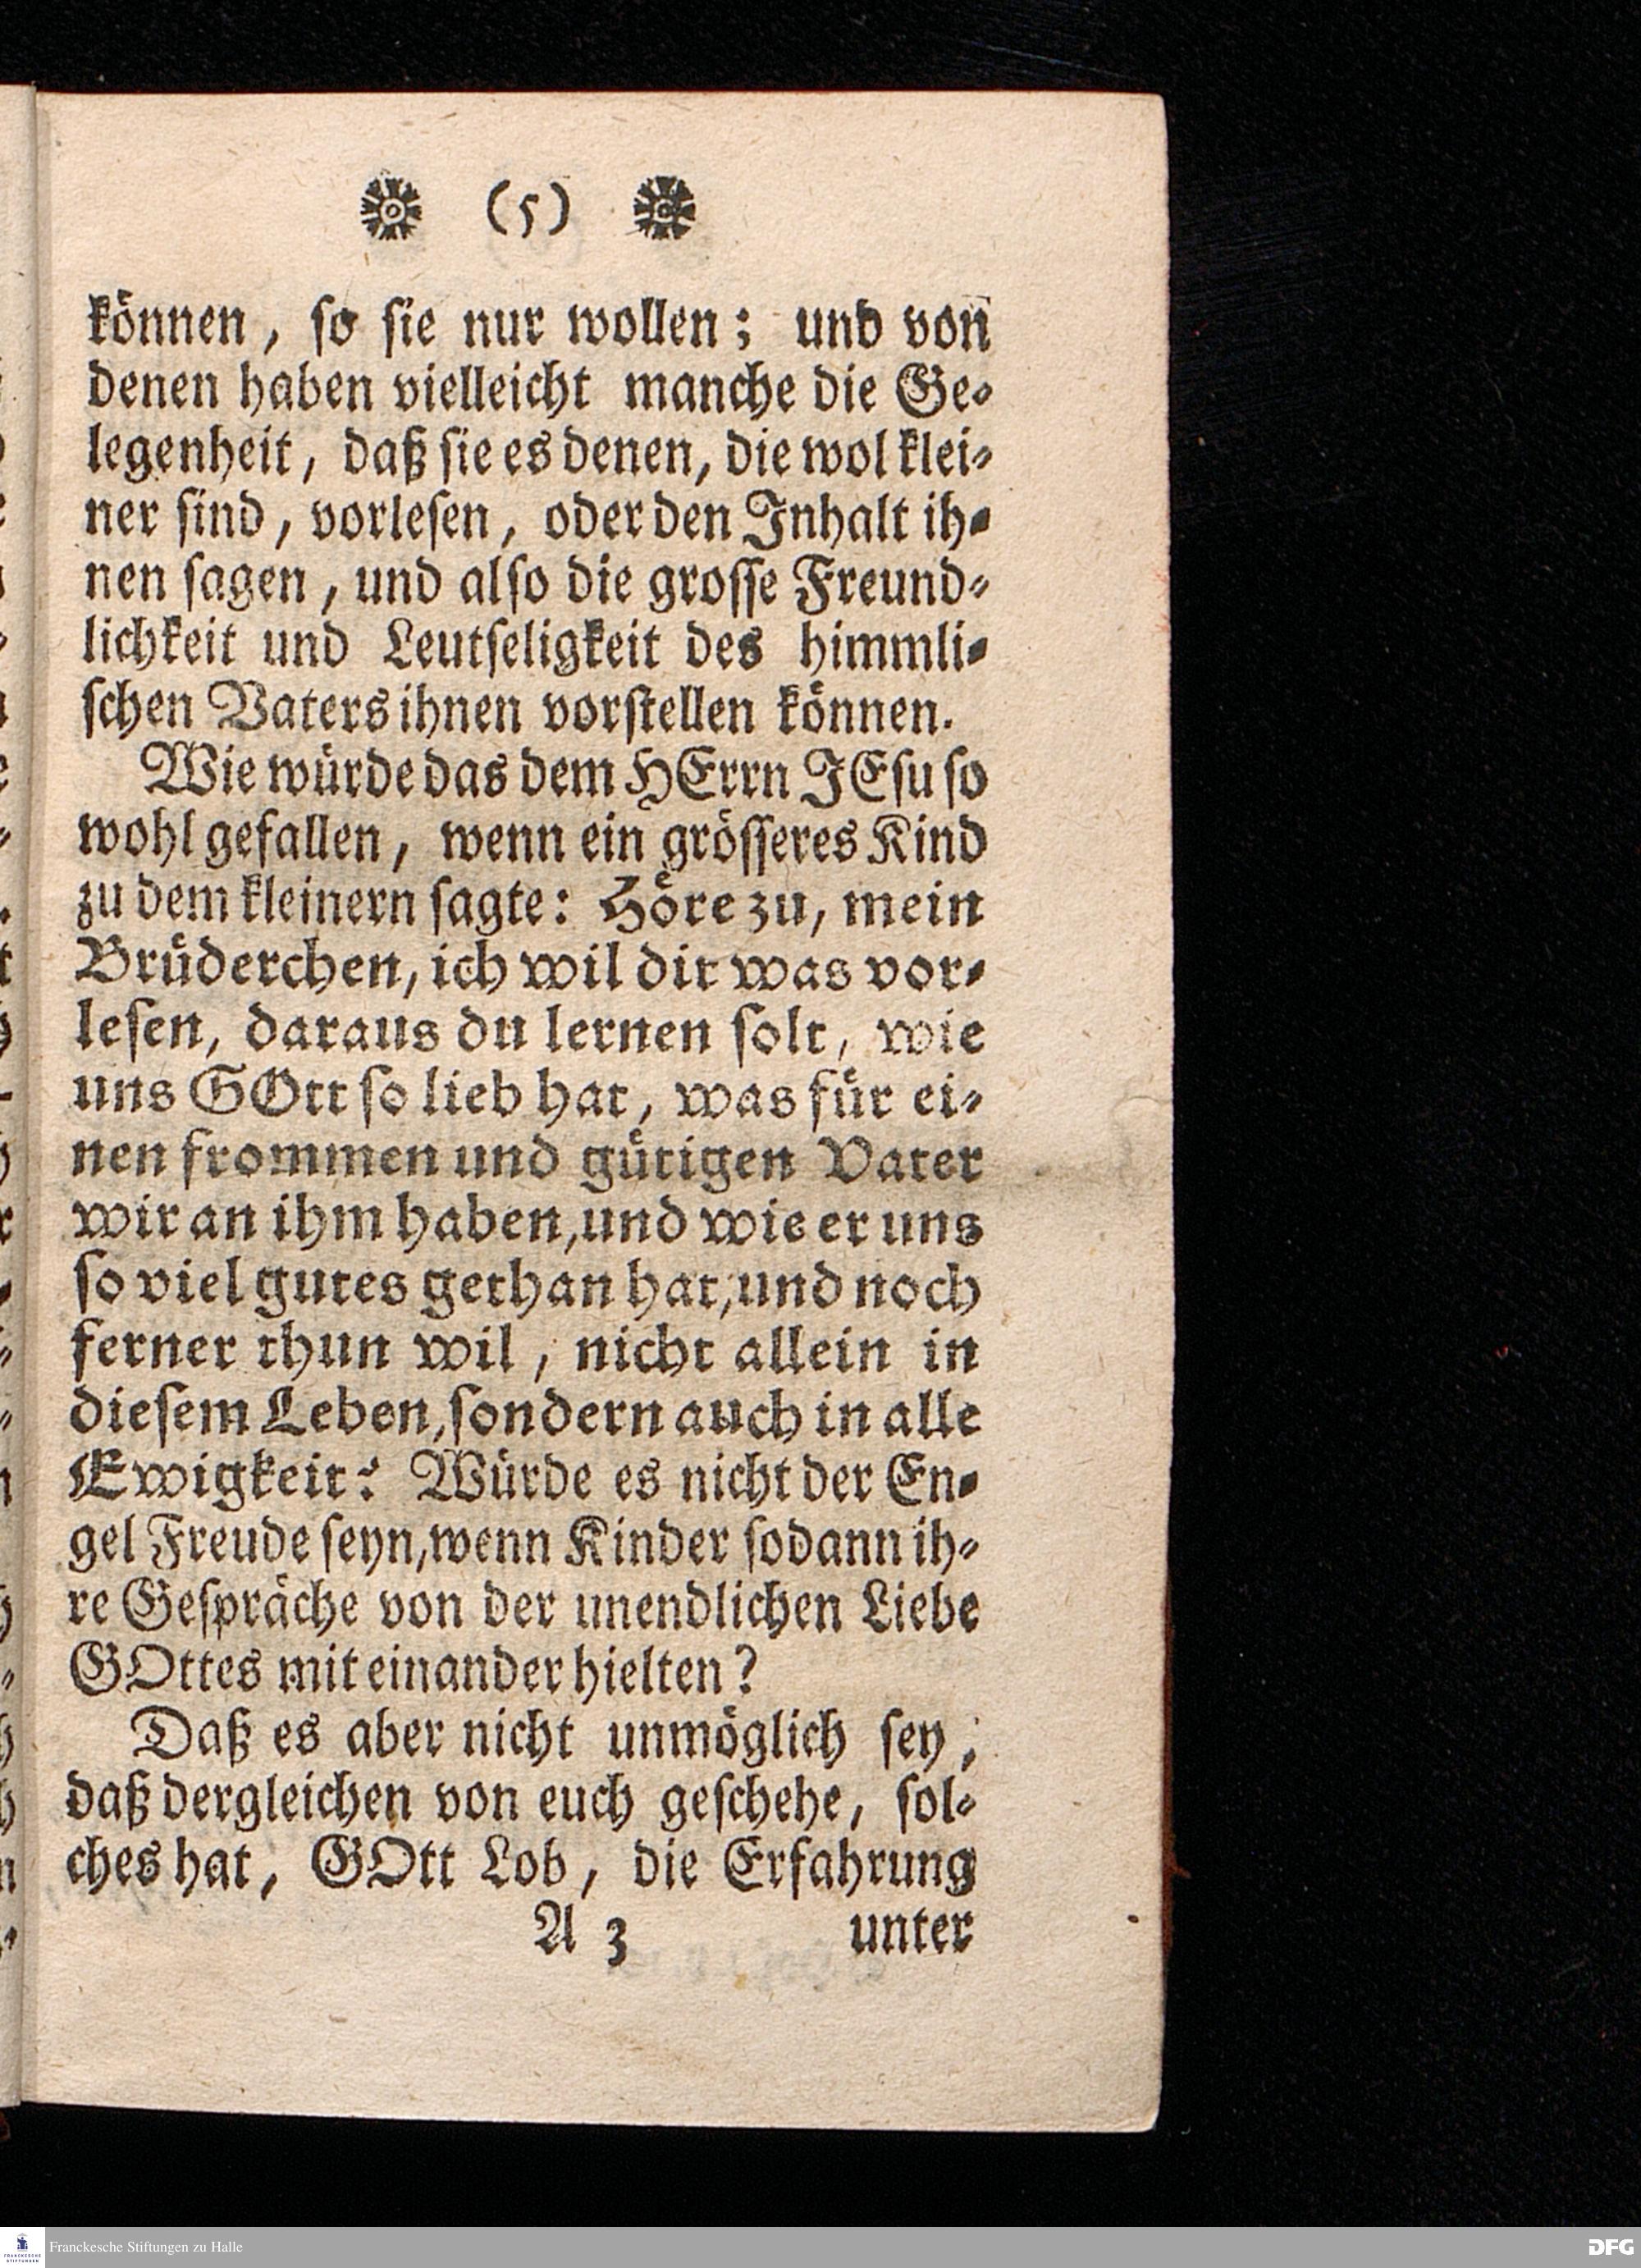 (5)
können, so sie nur wollen; und von
denen haben vielleicht manche die Ge-
legenheit, daß sie es denen, die wol klei-
ner sind, vorlesen, oder den Inhalt ih-
nen sagen, und also die grosse Freund-
lichkeit und Leutseligkeit des himmli-
schen Vaters ihnen vorstellen können.
Wie würde das dem HErrn JEsu so
wohl gefallen, wenn ein grösseres Kind
zu dem kleinern sagte: Höre zu, mein
Brüderchen, ich wil dir was vor-
lesen, daraus du lernen solt, wie
uns GOtt so lieb hat, was für ei-
nen frommen und gütigen Vater
wir an ihm haben, und wie er uns
so viel gutes gethan hat, und noch
ferner thun wil, nicht allein in
diesem Leben, sondern auch in alle
Ewigkeit? Würde es nicht der En-
gel Freude seyn, wenn Kinder sodann ih-
re Gespräche von der unendlichen Liebe
GOttes mit einander hielten?
Daß es aber nicht unmöglich sey,
daß dergleichen von euch geschehe, sol-
ches hat, GOtt Lob, die Erfahrung
A 3 unter
FRANCKESCHE STIFTUNGEN
Franckesche Stiftungen zu Halle
DFG